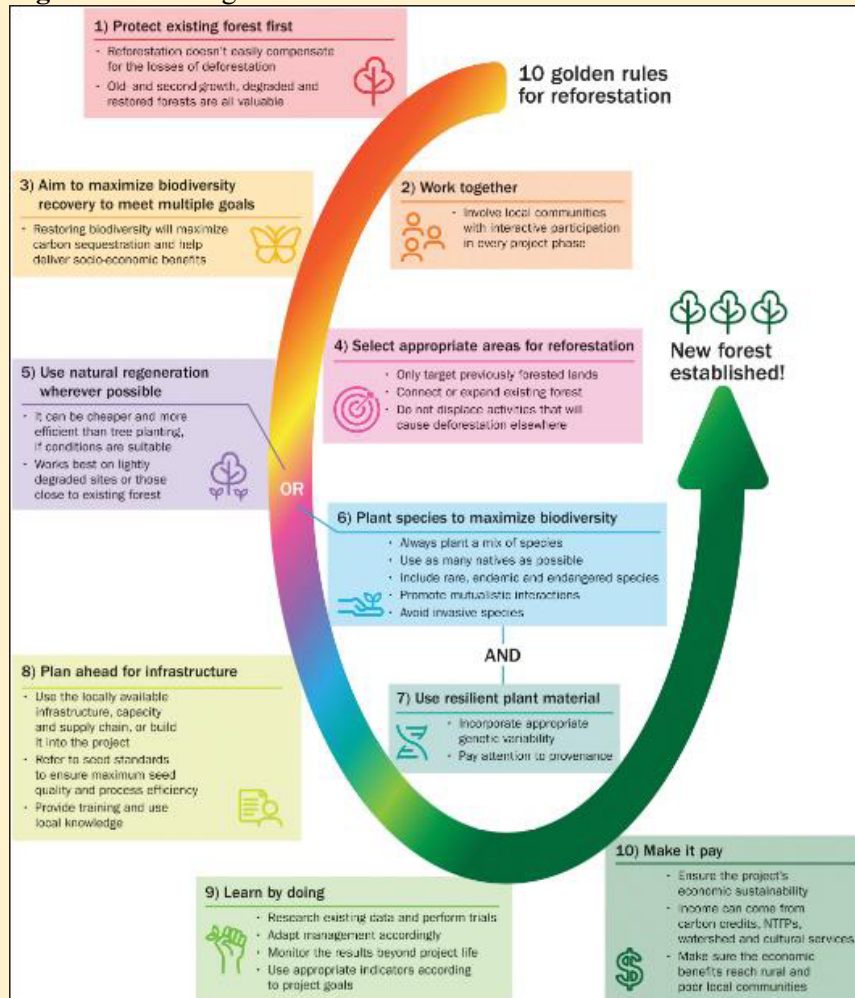 10 golden rules
for reforestation
1) Protect existing forest first
· Reforestation doesn't easily compensate
for the losses of deforestation
· Old- and second growth, degraded and
restored forests are all valuable
2) Work together
· Involve local communities
with interactive participation
in every project phase
3) Aim to maximize biodiversity
recovery to meet multiple goals
· Restoring biodiversity will maximize
carbon sequestration and help
deliver socio-economic benefits
4) Select appropriate areas for reforestation
· Only target previously forested lands
· Connect or expand existing forest
· Do not displace activities that will
cause deforestation elsewhere
5) Use natural regeneration
wherever possible
· It can be cheaper and more
efficient than tree planting,
if conditions are suitable
· Works best on lightly
degraded sites or those
close to existing forest
OR
6) Plant species to maximize biodiversity
· Always plant a mix of species
· Use as many natives as possible
· Include rare, endemic and endangered species
· Promote mutualistic interactions
· Avoid invasive species
AND
7) Use resilient plant material
· Incorporate appropriate
genetic variability
· Pay attention to provenance
8) Plan ahead for infrastructure
· Use the locally available
infrastructure, capacity
and supply chain, or build
it into the project
· Refer to seed standards
to ensure maximum seed
quality and process efficiency
· Provide training and use
local knowledge
9) Learn by doing
· Research existing data and perform trials
· Adapt management accordingly
· Monitor the results beyond project life
· Use appropriate indicators according
to project goals
10) Make it pay
· Ensure the project's
economic sustainability
· Income can come from
carbon credits, NTFPs,
watershed and cultural services
· Make sure the economic
benefits reach rural and
poor local communities
New forest
established!